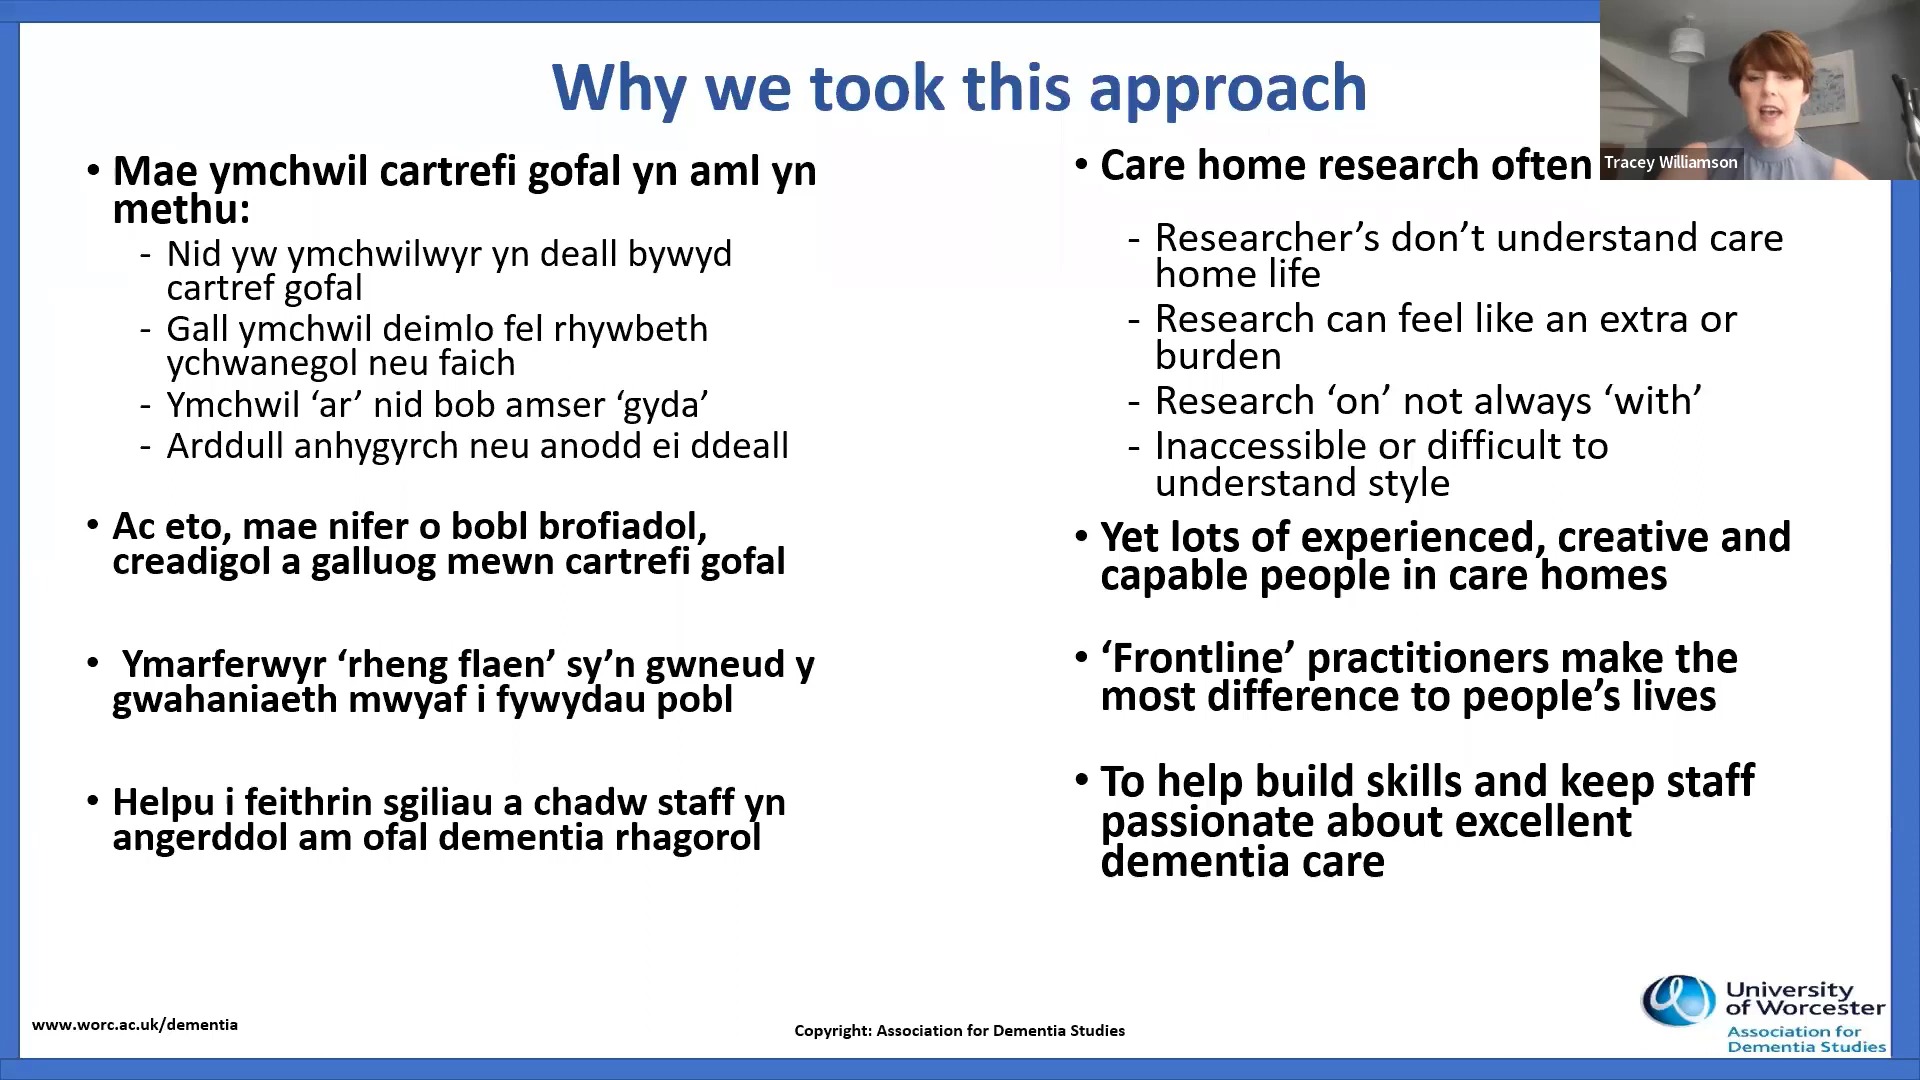 Why we took this approach
Tracey Williamson
• Mae ymchwil cartrefi gofal yn aml yn
methu:
- Nid yw ymchwilwyr yn deall bywyd
cartref gofal
- Gall ymchwil deimlo fel rhywbeth
ychwanegol neu faich
- Ymchwil ‘ar’ nid bob amser ‘gyda’
- Arddull anhygyrch neu anodd ei ddeall
• Ac eto, mae nifer o bobl brofiadol,
creadigol a galluog mewn cartrefi gofal
• Ymarferwyr ‘rheng flaen’ sy’n gwneud y
gwahaniaeth mwyaf i fywydau pobl
• Helpu i feithrin sgiliau a chadw staff yn
angerddol am ofal dementia rhagorol
• Care home research often
- Researcher’s don’t understand care
home life
- Research can feel like an extra or
burden
- Research ‘on’ not always ‘with’
- Inaccessible or difficult to
understand style
• Yet lots of experienced, creative and
capable people in care homes
• ‘Frontline’ practitioners make the
most difference to people’s lives
• To help build skills and keep staff
passionate about excellent
dementia care
www.worc.ac.uk/dementia
Copyright: Association for Dementia Studies
University
of Worcester
Association for
Dementia Studies